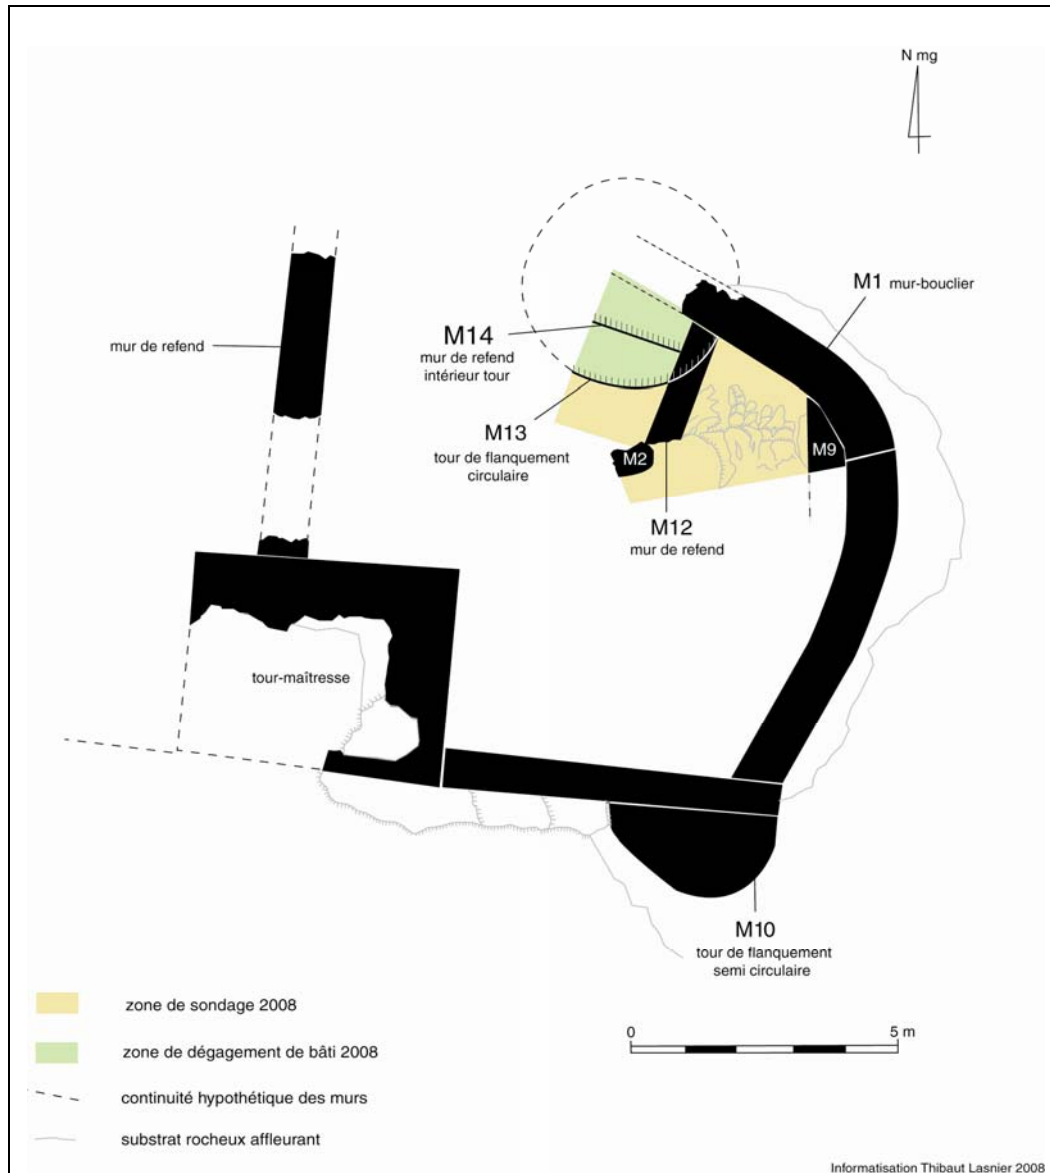 N mg
M1 mur-bouclier
mur de refend
M14
mur de refend
intérieur tour
M13
tour de flanquement
circulaire
M2
M9
M12
mur de refend
tour-maîtresse
M10
tour de flanquement
semi circulaire
zone de sondage 2008
0 5 m
zone de dégagement de bâti 2008
continuité hypothétique des murs
substrat rocheux affleurant
Informatisation Thibaut Lasnier 2008